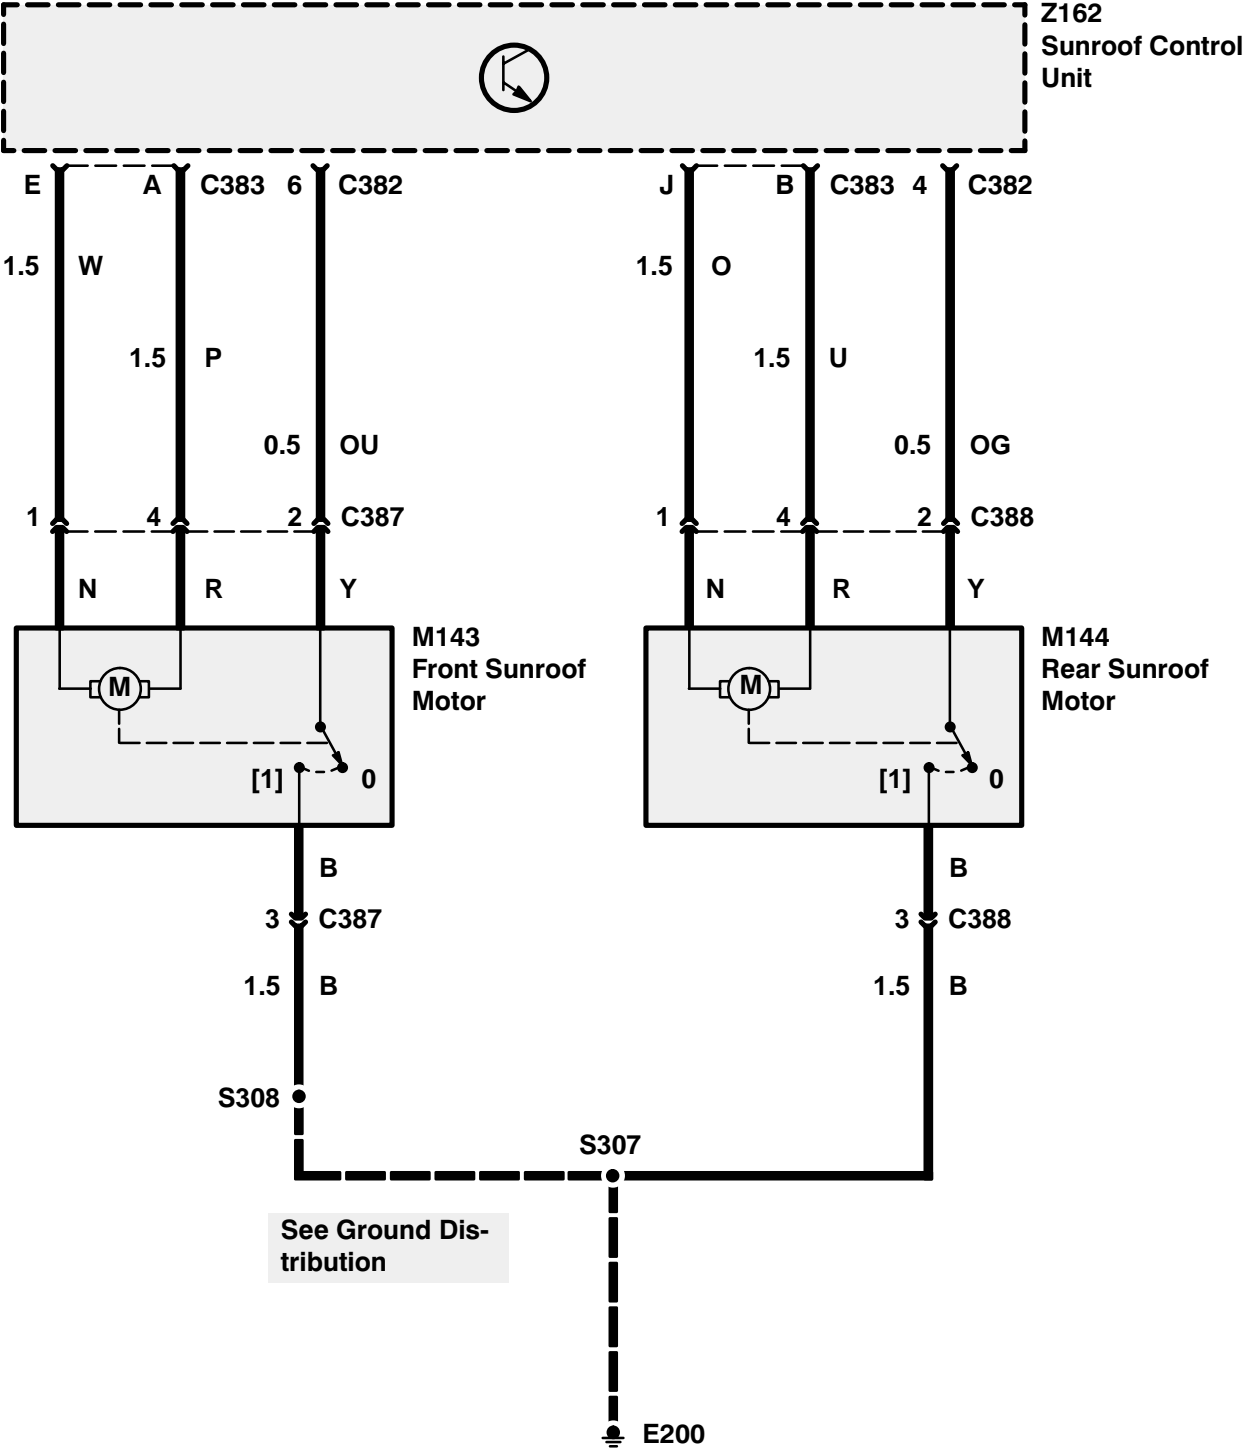 Z162
Sunroof Control
Unit
E A C383 6 C382 J B C383 4 C382
1.5 W 1.5 O
1.5 P 1.5 U
0.5 OU 0.5 OG
1 4 2 C387 1 4 2 C388
N R Y N R Y
M143
Front Sunroof
Motor
M
[1] 0
M144
Rear Sunroof
Motor
M
[1] 0
B B
3 C387 3 C388
1.5 B 1.5 B
S308
S307
See Ground Dis-
tribution
E200